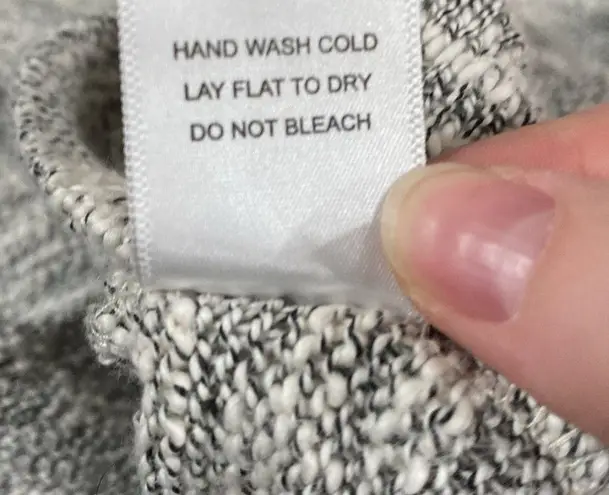 HAND WASH COLD
LAY FLAT TO DRY
DO NOT BLEACH